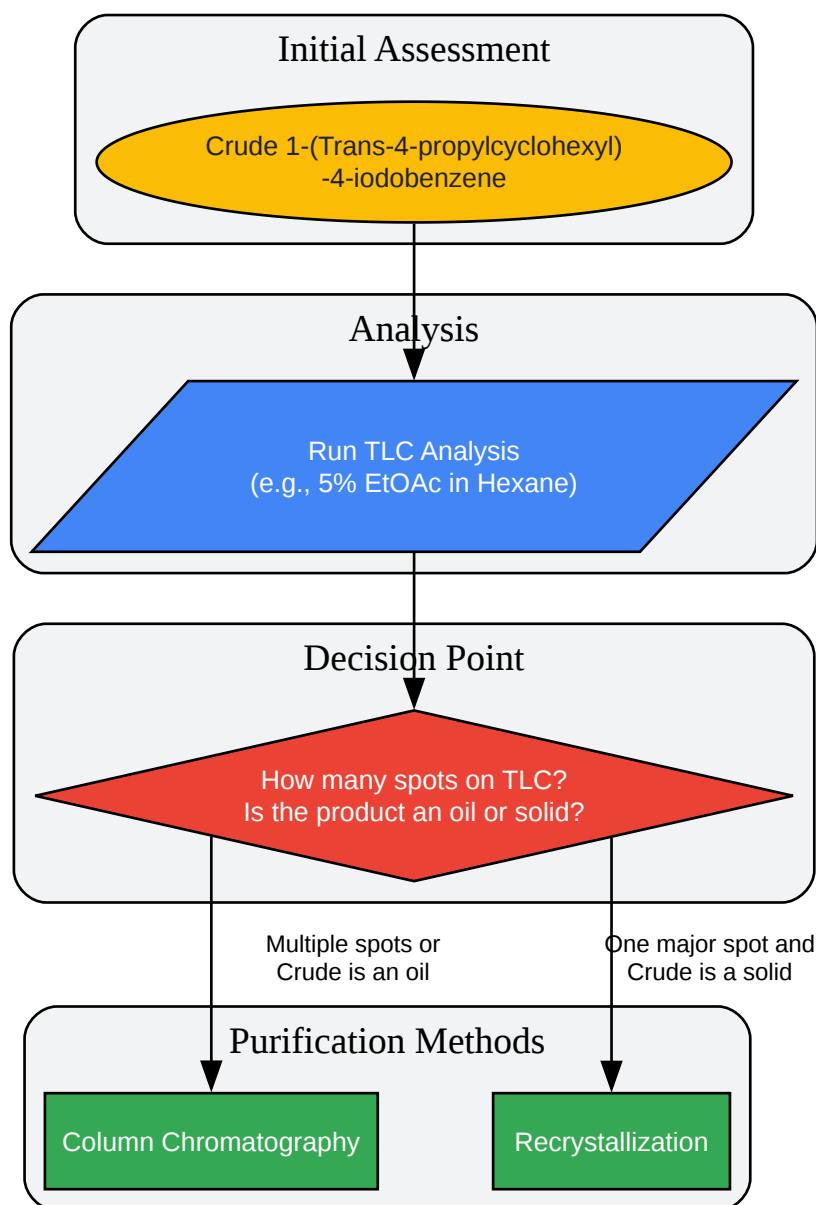 Initial Assessment
Crude 1-(Trans-4-propylcyclohexyl)
-4-iodobenzene
Analysis
Run TLC Analysis
(e.g., 5% EtOAc in Hexane)
Decision Point
How many spots on TLC?
Is the product an oil or solid?
Multiple spots or
Crude is an oil
One major spot and
Crude is a solid
Purification Methods
Column Chromatography
Recrystallization